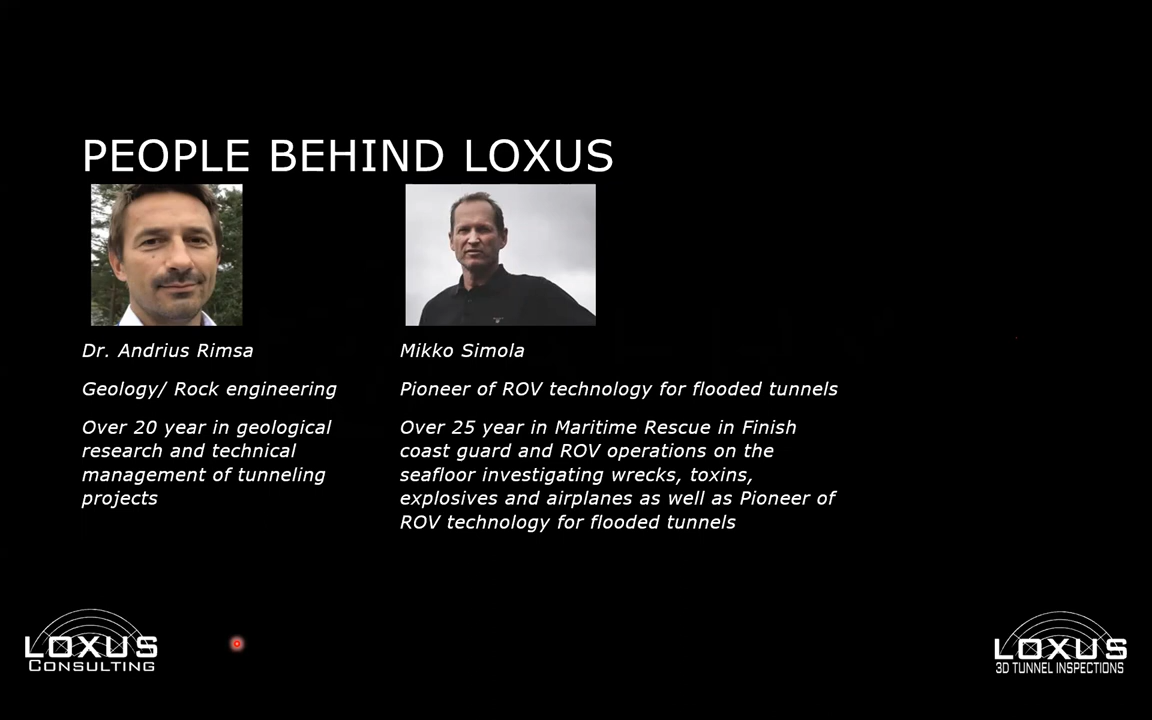 PEOPLE BEHIND LOXUS
Dr. Andrius Rimsa
Geology/ Rock engineering
Over 20 year in geological
research and technical
management of tunneling
projects
Mikko Simola
Pioneer of ROV technology for flooded tunnels
Over 25 year in Maritime Rescue in Finish
coast guard and ROV operations on the
seafloor investigating wrecks, toxins,
explosives and airplanes as well as Pioneer of
ROV technology for flooded tunnels
LOXUS
CONSULTING
LOXUS
3D TUNNEL INSPECTIONS